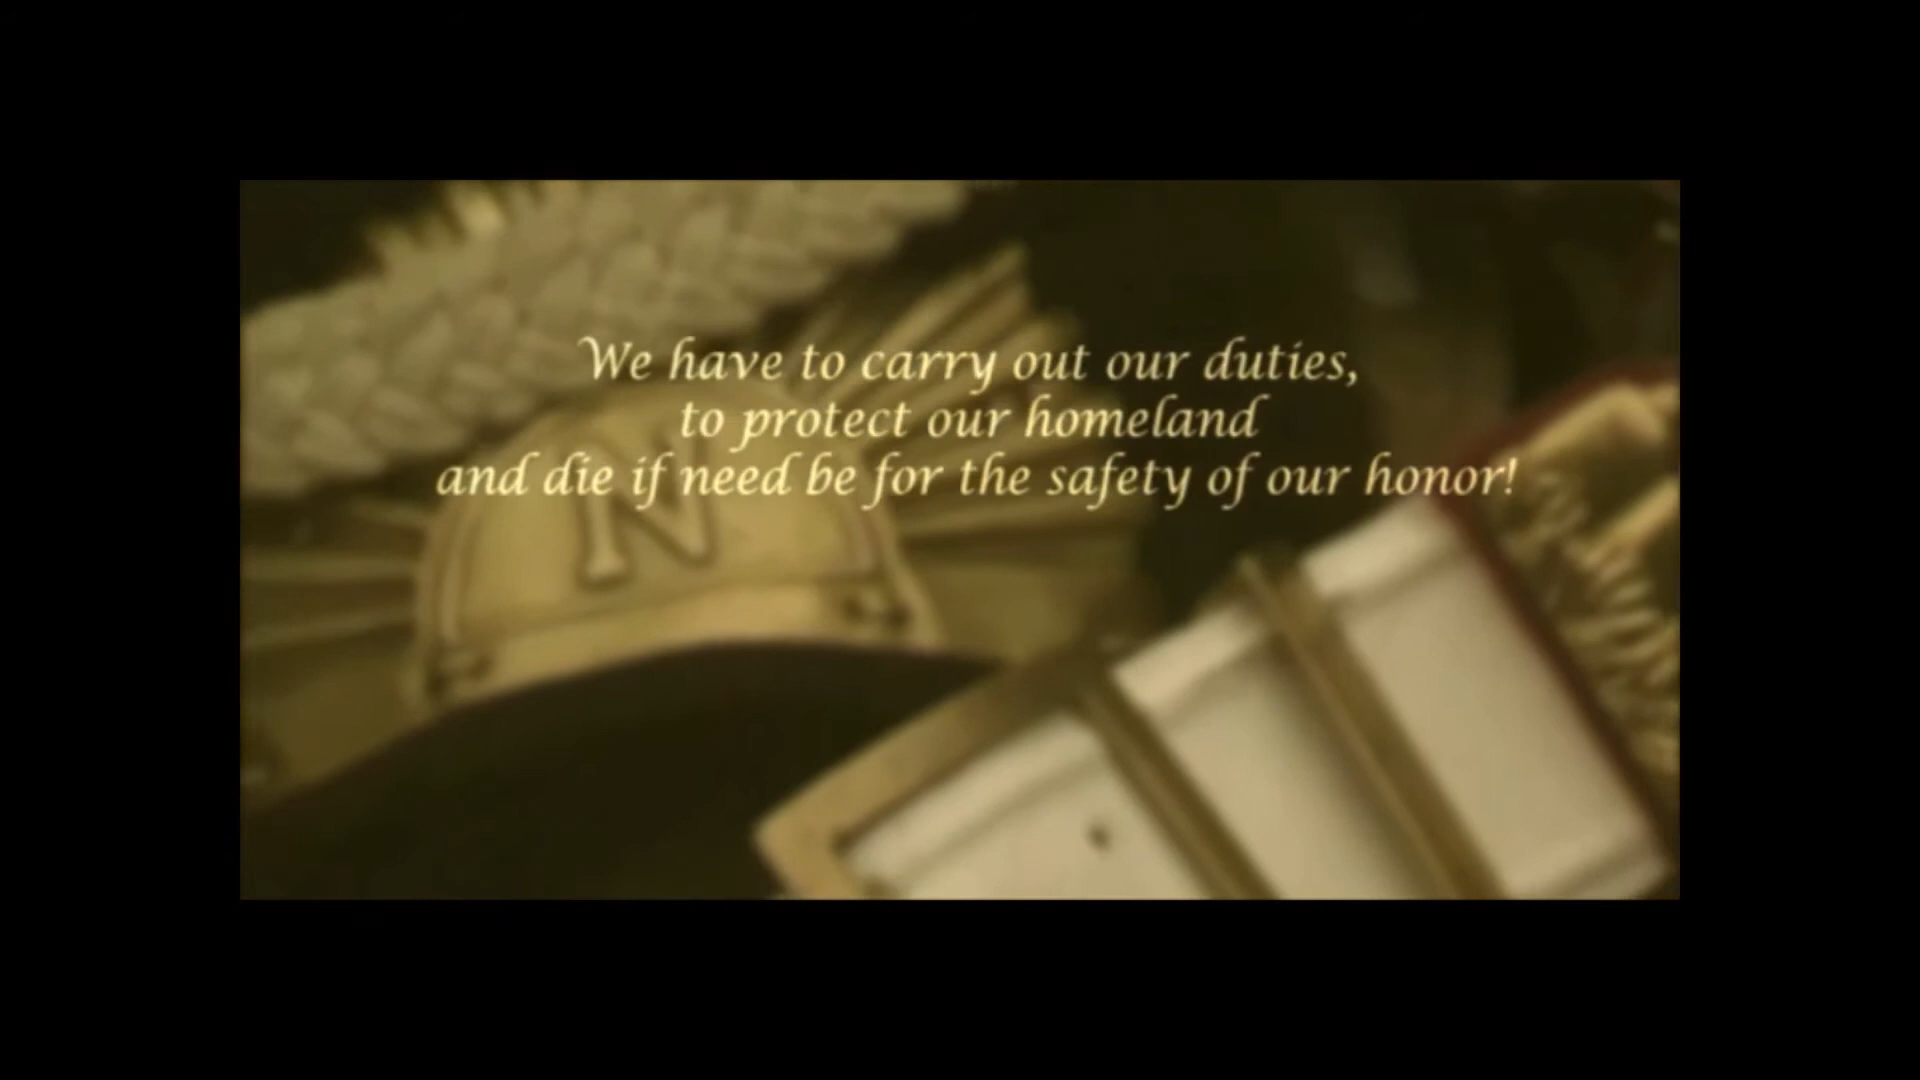 We have to carry out our duties,
to protect our homeland
and die if need be for the safety of our honor!
N